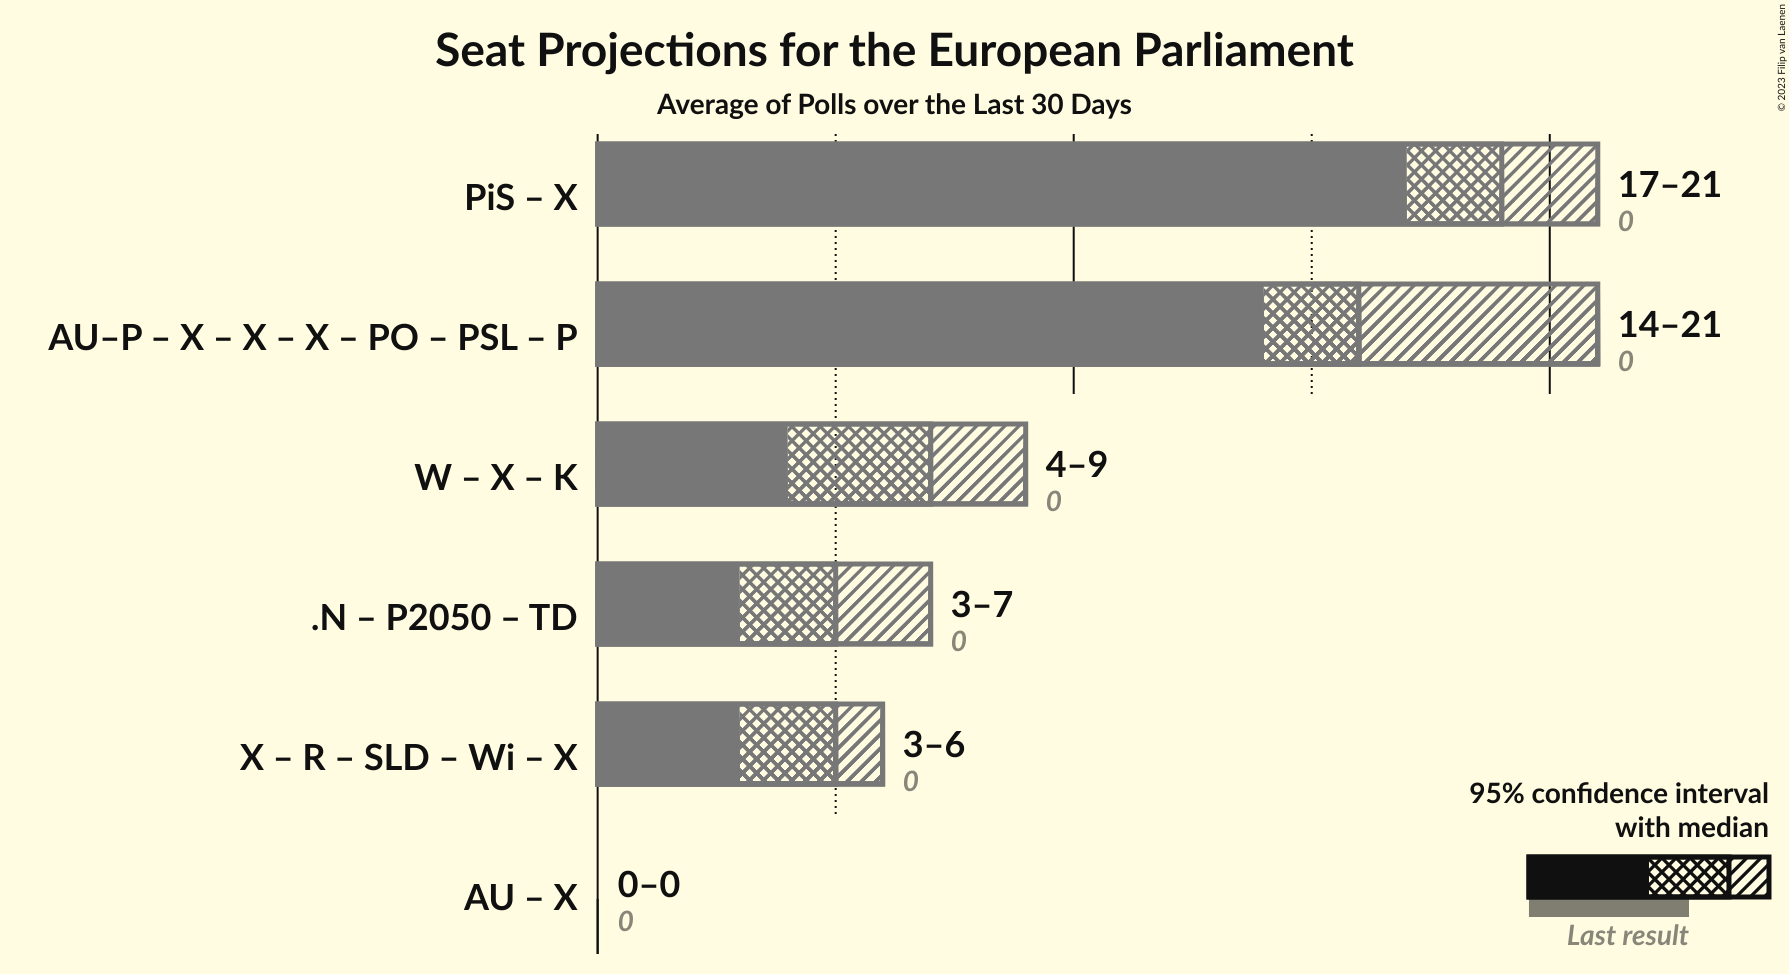 Seat Projections for the European Parliament
Average of Polls over the Last 30 Days
© 2023 Filip van Laenen
PiS – X
17–21
0
AU–P – X – X – X – PO – PSL – P
14–21
0
W – X – K
4–9
0
.N – P2050 – TD
3–7
0
X – R – SLD – Wi – X
3–6
0
AU – X
0–0
0
95% confidence interval
with median
Last result